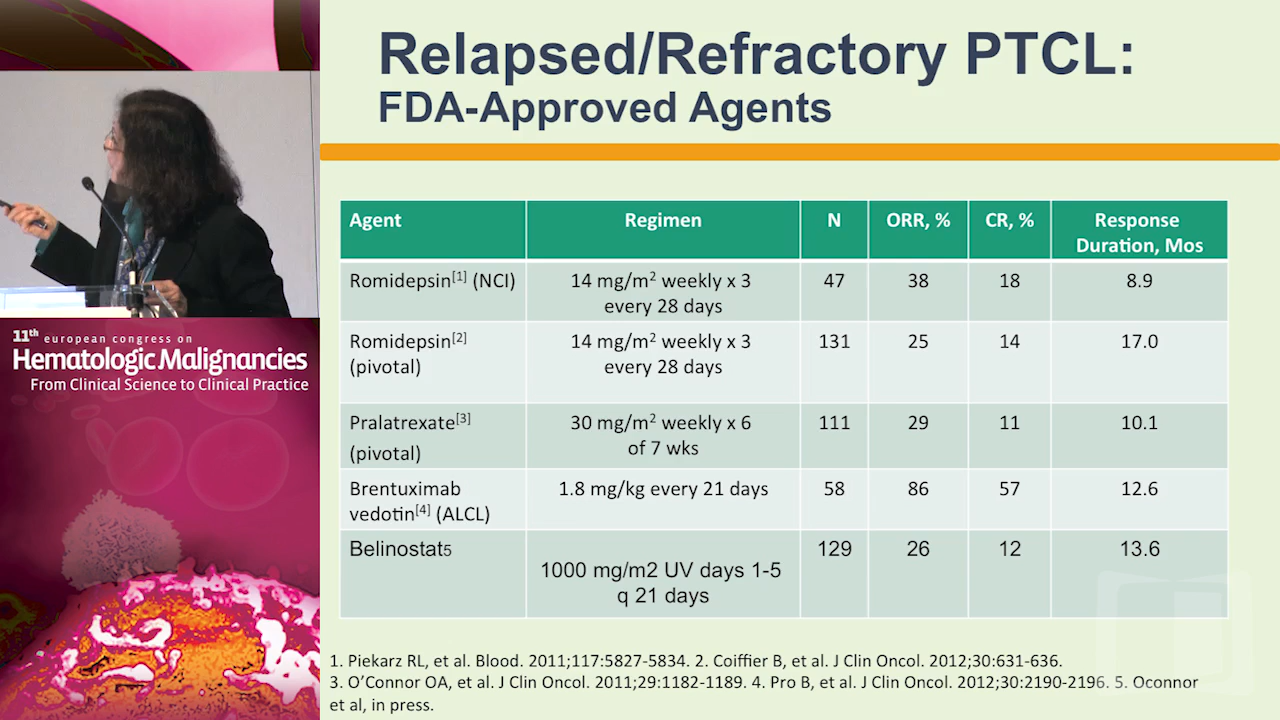 Relapsed/Refractory PTCL:
FDA-Approved Agents
11th european congress on
Hematologic Malignancies
From Clinical Science to Clinical Practice
Agent Regimen N ORR, % CR, % Response
Duration, Mos
Romidepsin[1] (NCI) 14 mg/m2 weekly x 3 47 38 18 8.9
every 28 days
Romidepsin[2] 14 mg/m2 weekly x 3 131 25 14 17.0
(pivotal) every 28 days
Pralatrexate[3] 30 mg/m2 weekly x 6 111 29 11 10.1
(pivotal) of 7 wks
Brentuximab 1.8 mg/kg every 21 days 58 86 57 12.6
vedotin[4] (ALCL)
Belinostat5 129 26 12 13.6
1000 mg/m2 UV days 1-5
q 21 days
1. Piekarz RL, et al. Blood. 2011;117:5827-5834. 2. Coiffier B, et al. J Clin Oncol. 2012;30:631-636.
3. O’Connor OA, et al. J Clin Oncol. 2011;29:1182-1189. 4. Pro B, et al. J Clin Oncol. 2012;30:2190-2196. 5. Oconnor
et al, in press.